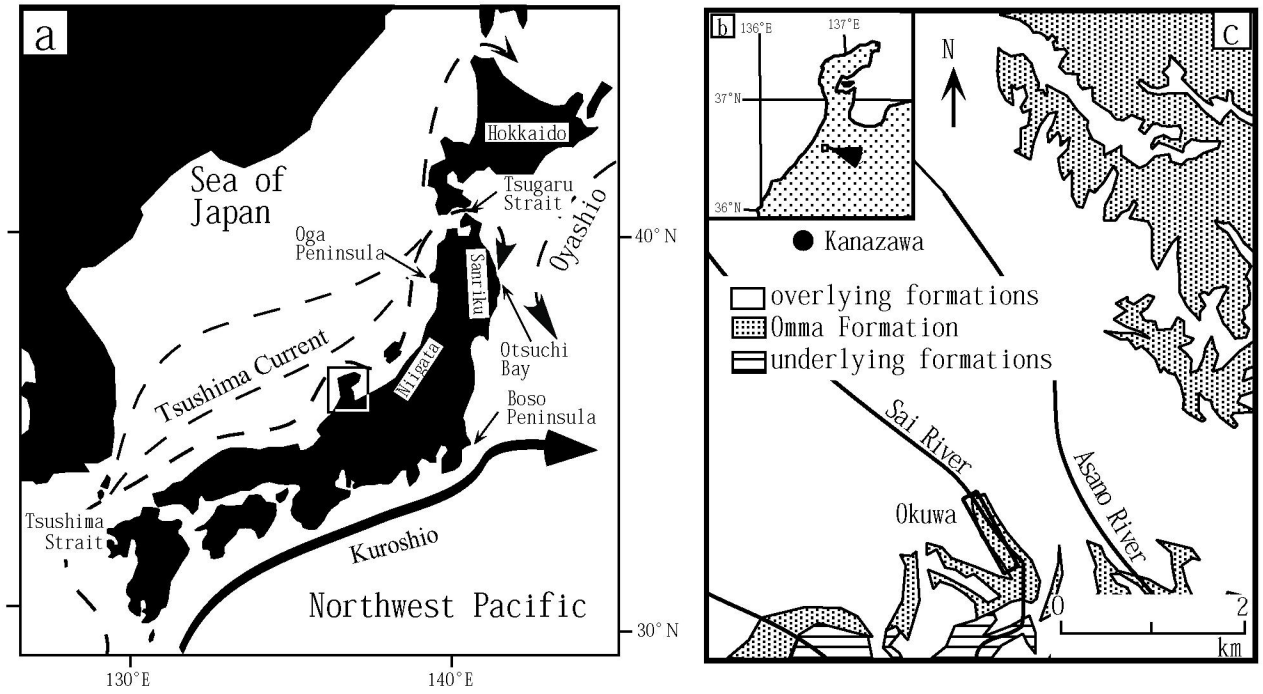 a
Hokkaido
Sea of
Japan
Tsugaru
Strait
Oyashio
Oga
Peninsula
40°N
Sanriku
Otsuchi
Bay
Niigata
Tsushima Current
Boso
Peninsula
Tsushima
Strait
Kuroshio
Northwest Pacific
30°N
130°E
140°E
b
136°E
137°E
37°N
36°N
N
c
Kanazawa
overlying formations
Omma Formation
underlying formations
Sai River
Asano River
Okuwa
0
2
km